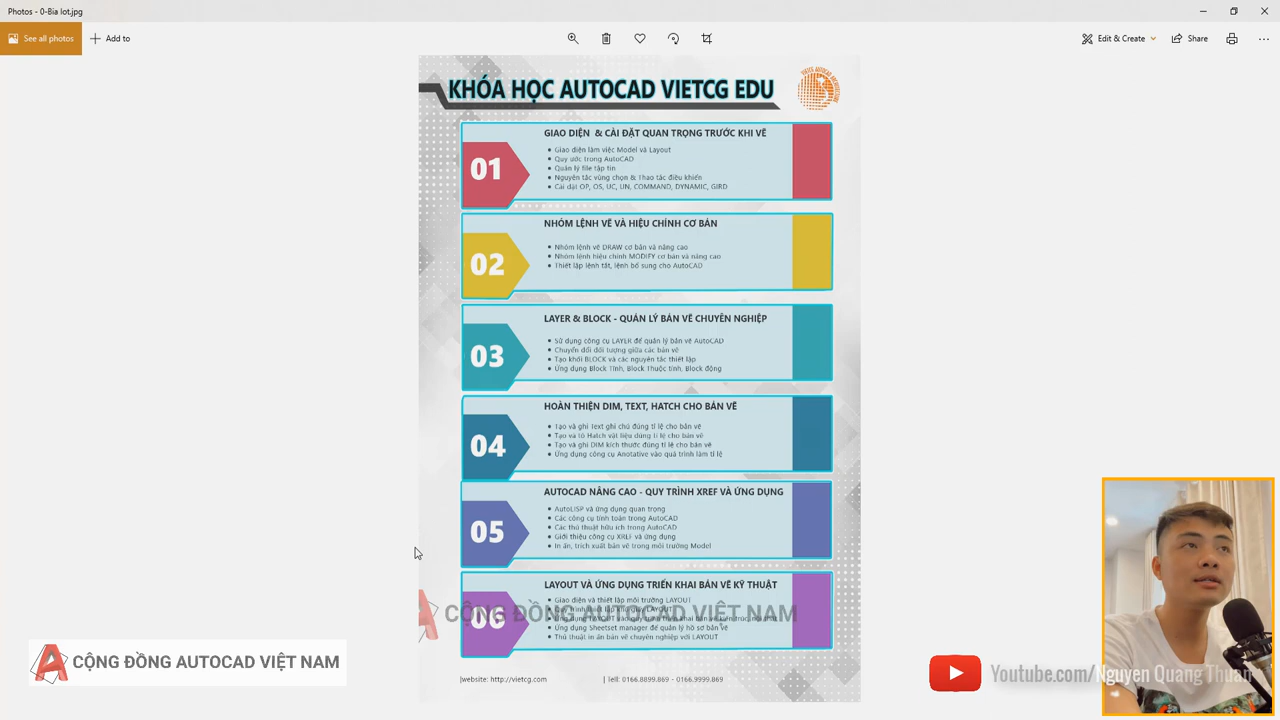 Photos - 0-Bia lot.jpg
See all photos
Add to
Edit & Create
Share
KHÓA HỌC AUTOCAD VIETCG EDU
01
GIAO DIỆN & CÀI ĐẶT QUAN TRỌNG TRƯỚC KHI VẼ
Giao diện làm việc Model và Layout
Quy ước trong AutoCAD
Quản lý file tập tin
Nguyên tắc vùng chọn & Thao tác điều khiển
Cài đặt OP, OS, UC, UN, COMMAND, DYNAMIC, GIRD
02
NHÓM LỆNH VẼ VÀ HIỆU CHỈNH CƠ BẢN
Nhóm lệnh vẽ DRAW cơ bản và nâng cao
Nhóm lệnh hiệu chỉnh MODIFY cơ bản và nâng cao
Thiết lập lệnh tắt, lệnh bổ sung cho AutoCAD
03
LAYER & BLOCK - QUẢN LÝ BẢN VẼ CHUYÊN NGHIỆP
Sử dụng công cụ LAYER để quản lý bản vẽ AutoCAD
Chuyển đổi đối tượng giữa các bản vẽ
Tạo khối BLOCK và các nguyên tắc thiết lập
Ứng dụng Block Tĩnh, Block Thuộc tính, Block động
04
HOÀN THIỆN DIM, TEXT, HATCH CHO BẢN VẼ
Tạo và ghi Text ghi chú đúng tỉ lệ cho bản vẽ
Tạo và tô Hatch vật liệu đúng tỉ lệ cho bản vẽ
Tạo và ghi DIM kích thước đúng tỉ lệ cho bản vẽ
Ứng dụng công cụ Anotative vào quá trình làm tỉ lệ
05
AUTOCAD NÂNG CAO - QUY TRÌNH XREF VÀ ỨNG DỤNG
AutoLISP và ứng dụng quan trọng
Các công cụ tính toán trong AutoCAD
Các thủ thuật hữu ích trong AutoCAD
Giới thiệu công cụ XREF và ứng dụng
In ấn, trích xuất bản vẽ trong môi trường Model
06
LAYOUT VÀ ỨNG DỤNG TRIỂN KHAI BẢN VẼ KỸ THUẬT
Giao diện và thiết lập môi trường LAYOUT
CỘNG ĐỒNG AUTOCAD VIỆT NAM
Ứng dụng Sheetset manager để quản lý hồ sơ bản vẽ
Thủ thuật in ấn bản vẽ chuyên nghiệp với LAYOUT
|website: http://vietcg.com
| Tell: 0166.8899.869 - 0166.9999.869
CỘNG ĐỒNG AUTOCAD VIỆT NAM
Youtube.com/Nguyen Quang Thuan